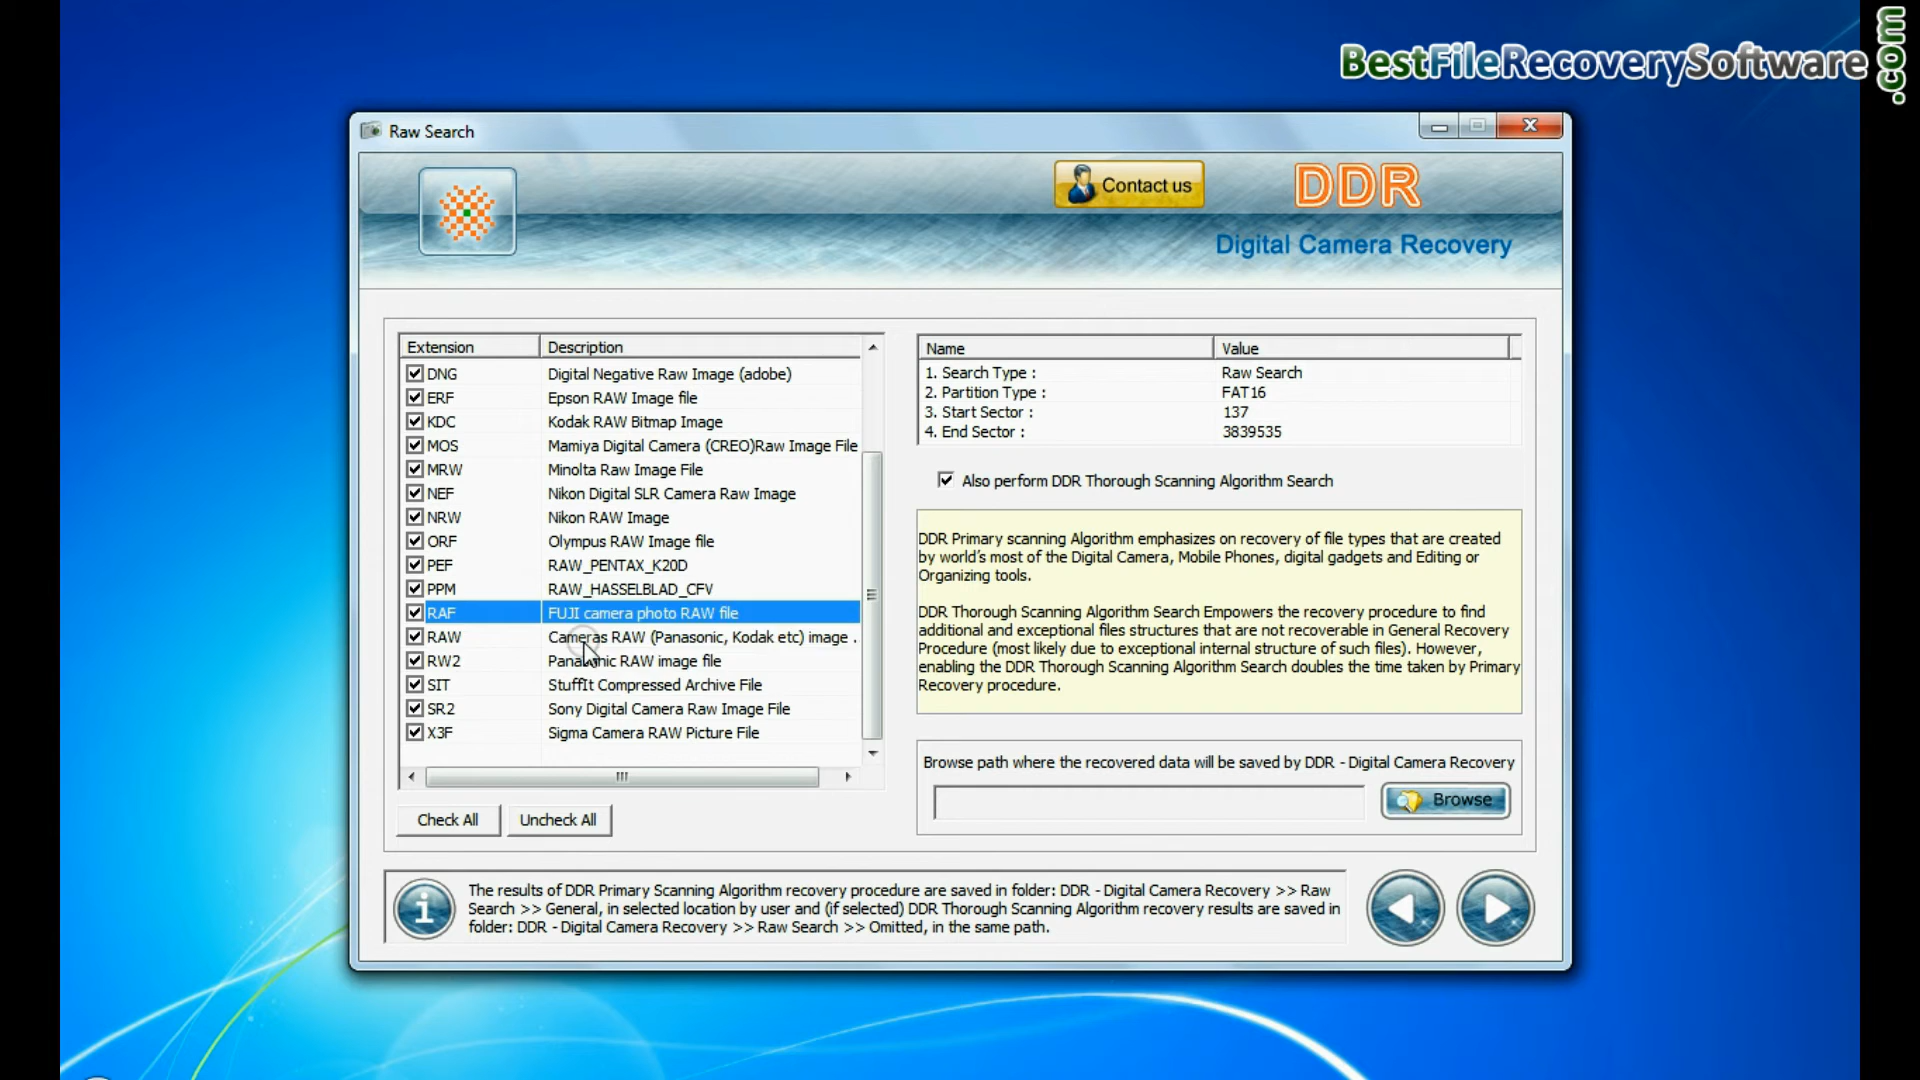 BestFileRecoverySoftware.com
Raw Search
Contact us
DDR
Digital Camera Recovery
Extension Description
DNG Digital Negative Raw Image (adobe)
ERF Epson RAW Image file
KDC Kodak RAW Bitmap Image
MOS Mamiya Digital Camera (CREO)Raw Image File
MRW Minolta Raw Image File
NEF Nikon Digital SLR Camera Raw Image
NRW Nikon RAW Image
ORF Olympus RAW Image file
PEF RAW_PENTAX_K20D
PPM RAW_HASSELBLAD_CFV
RAF FUJI camera photo RAW file
RAW Cameras RAW (Panasonic, Kodak etc) image .
RW2 Panasonic RAW image file
SIT StuffIt Compressed Archive File
SR2 Sony Digital Camera Raw Image File
X3F Sigma Camera RAW Picture File
Check All Uncheck All
Name Value
1. Search Type : Raw Search
2. Partition Type : FAT16
3. Start Sector : 137
4. End Sector : 3839535
Also perform DDR Thorough Scanning Algorithm Search
DDR Primary scanning Algorithm emphasizes on recovery of file types that are created
by world's most of the Digital Camera, Mobile Phones, digital gadgets and Editing or
Organizing tools.
DDR Thorough Scanning Algorithm Search Empowers the recovery procedure to find
additional and exceptional files structures that are not recoverable in General Recovery
Procedure (most likely due to exceptional internal structure of such files). However,
enabling the DDR Thorough Scanning Algorithm Search doubles the time taken by Primary
Recovery procedure.
Browse path where the recovered data will be saved by DDR - Digital Camera Recovery
Browse
The results of DDR Primary Scanning Algorithm recovery procedure are saved in folder: DDR - Digital Camera Recovery >> Raw
Search >> General, in selected location by user and (if selected) DDR Thorough Scanning Algorithm recovery results are saved in
folder: DDR - Digital Camera Recovery >> Raw Search >> Omitted, in the same path.